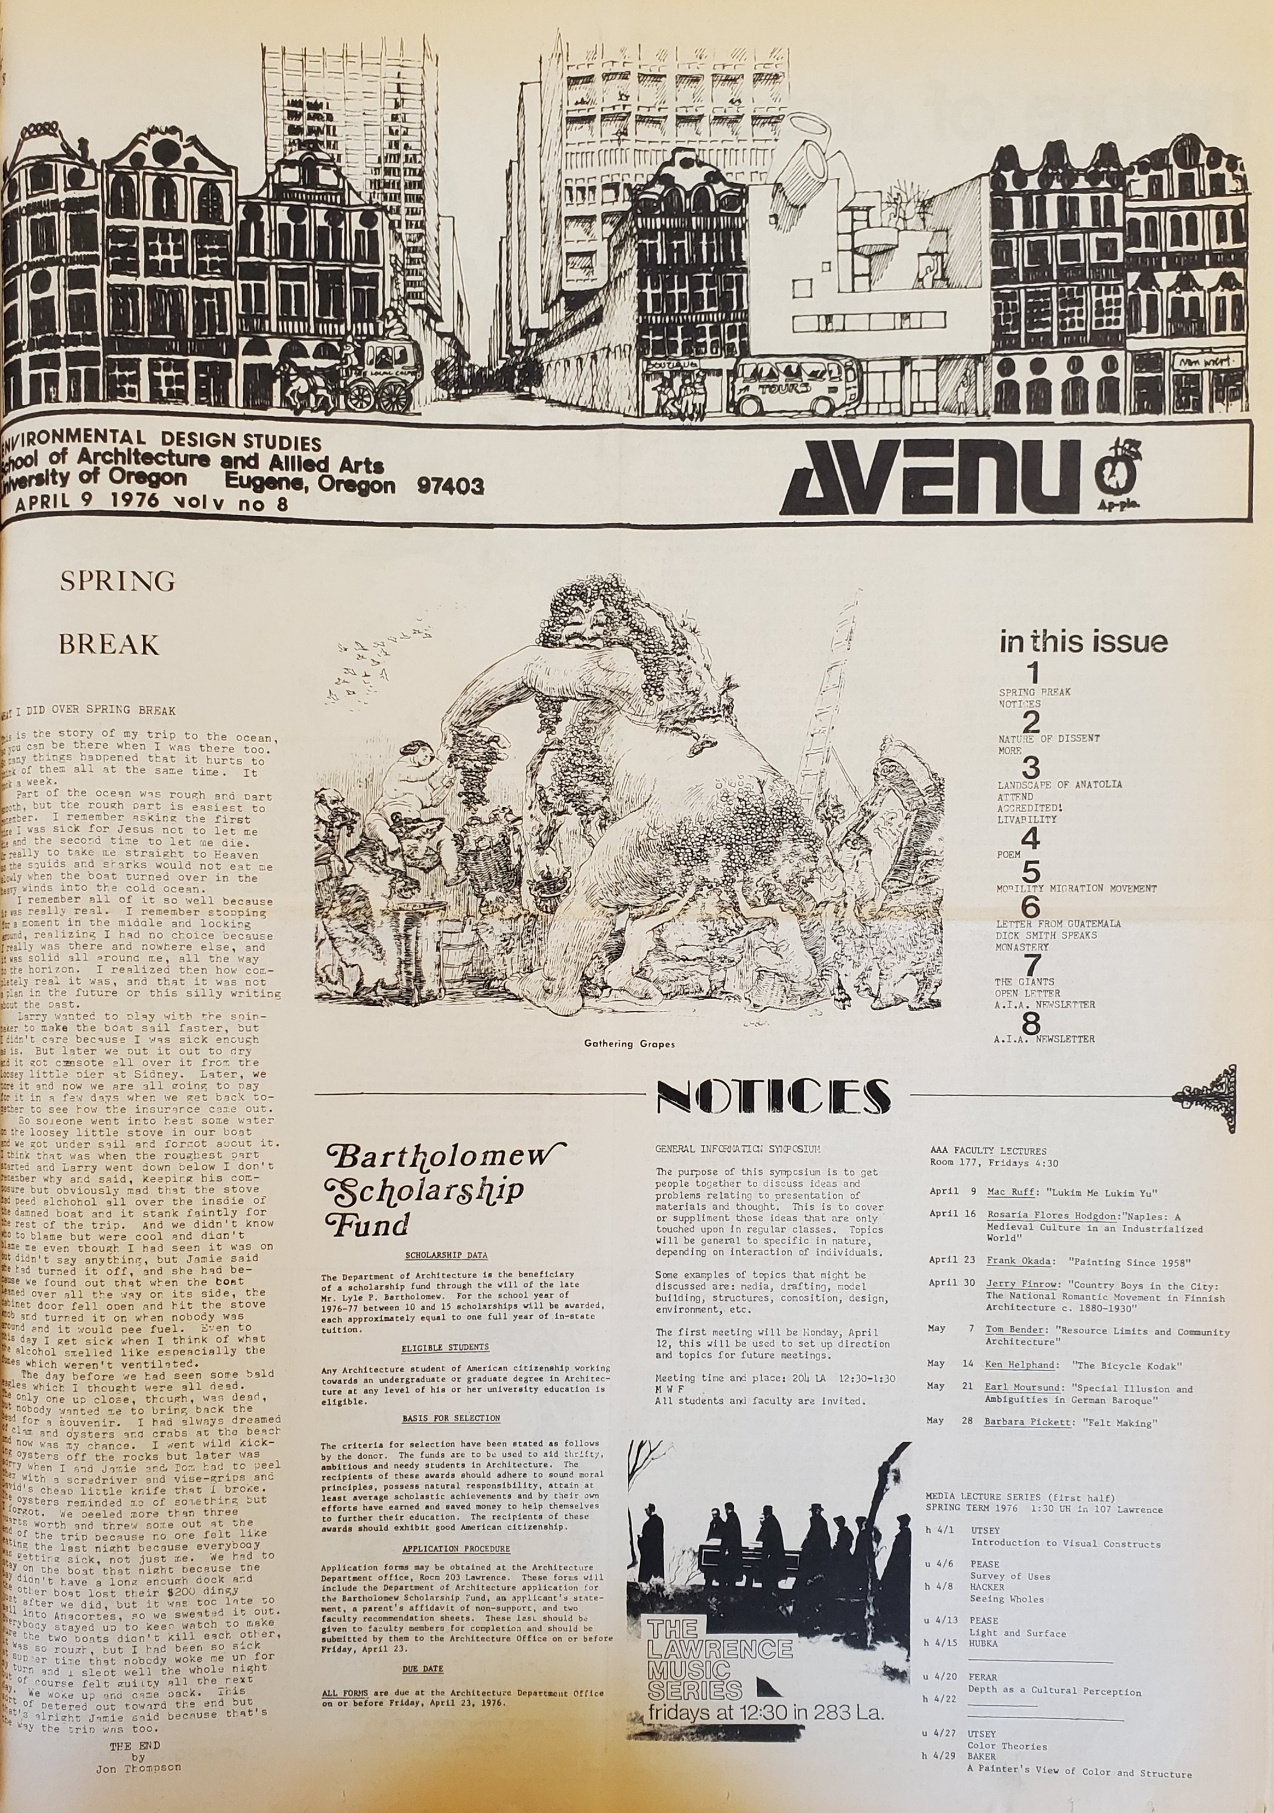 BOUTIQUE
TOURS
ENVIRONMENTAL DESIGN STUDIES
School of Architecture and Allied Arts
University of Oregon Eugene, Oregon 97403
APRIL 9 1976 vol v no 8
AVENU
Ap-ple.
SPRING
BREAK
I DID OVER SPRING BREAK
is the story of my trip to the ocean,
you can be there when I was there too.
many things happened that it hurts to
of them all at the same time. It
a week.
Part of the ocean was rough and part
but the rough part is easiest to
I remember asking the first
I was sick for Jesus not to let me
and the second time to let me die.
really to take me straight to Heaven
the squids and sharks would not eat me
slowly when the boat turned over in the
heavy winds into the cold ocean.
I remember all of it so well because
it was really real. I remember stopping
for a moment in the middle and looking
around, realizing I had no choice because
I really was there and nowhere else, and
it was solid all around me, all the way
to the horizon. I realized then how com-
pletely real it was, and that it was not
a plan in the future or this silly writing
about the past.
Larry wanted to play with the spin-
naker to make the boat sail faster, but
I didn't care because I was sick enough
as is. But later we put it out to dry
and it got all over it from the
loosey little pier at Sidney. Later, we
tore it and now we are all going to pay
for it in a few days when we get back to-
gether to see how the insurance came out.
So someone went into heat some water
on the loosey little stove in our boat
and we got under sail and forgot about it.
I think that was when the roughest part
started and Larry went down below I don't
remember why and said, keeping his com-
posure but obviously mad that the stove
had peed alchohol all over the insdie of
the damned boat and it stank faintly for
the rest of the trip. And we didn't know
who to blame but were cool and didn't
blame me even though I had seen it was on
but didn't say anything, but Jamie said
she had turned it off, and she had be-
cause we found out that when the boat
leaned over all the way on its side, the
cabinet door fell open and hit the stove
knob and turned it on when nobody was
around and it would pee fuel. Even to
this day I get sick when I think of what
the alcohol smelled like especially the
ones which weren't ventilated.
The day before we had seen some bald
eagles which I thought were all dead.
The only one up close, though, was dead,
but nobody wanted me to bring back the
head for a souvenir. I had always dreamed
of clam and oysters and crabs at the beach
and now was my chance. I went wild kick-
ing oysters off the rocks but later was
sorry when I and Jamie and Tom had to peel
with a scredriver and vise-grips and
David's cheap little knife that I broke.
The oysters reminded me of something but
I forgot. We peeled more than three
quarts worth and threw some out at the
end of the trip because no one felt like
eating the last night because everybody
was getting sick, not just me. We had to
stay on the boat that night because the
didn't have a long enough dock and
the other boat lost their $200 dingy
just after we did, but it was too late to
sail into Anacortes, so we sweated it out.
Everybody stayed up to keep watch to make
sure the two boats didn't kill each other,
was so rough, but I had been so sick
supper time that nobody woke me up for
turn and I slept well the whole night
of course felt guilty all the next
day. We woke up and came back. This
sort of petered out toward the end but
that's alright Jamie said because that's
the way the trip was too.
THE END
by
Jon Thompson
Gathering Grapes
in this issue
1
SPRING BREAK
NOTICES
2
NATURE OF DISSENT
MORE
3
LANDSCAPE OF ANATOLIA
ATTEND
ACCREDITED!
LIVABILITY
4
POEM
5
MOBILITY MIGRATION MOVEMENT
6
LETTER FROM GUATEMALA
DICK SMITH SPEAKS
MONASTERY
7
THE GIANTS
OPEN LETTER
A.I.A. NEWSLETTER
8
A.I.A. NEWSLETTER
NOTICES
Bartholomew
Scholarship
Fund
SCHOLARSHIP DATA
The Department of Architecture is the beneficiary
of a scholarship fund through the will of the late
Mr. Lyle P. Bartholomew. For the school year of
1976-77 between 10 and 15 scholarships will be awarded,
each approximately equal to one full year of in-state
tuition.
ELIGIBLE STUDENTS
Any Architecture student of American citizenship working
towards an undergraduate or graduate degree in Architec-
ture at any level of his or her university education is
eligible.
BASIS FOR SELECTION
The criteria for selection have been stated as follows
by the donor. The funds are to be used to aid thrifty,
ambitious and needy students in Architecture. The
recipients of these awards should adhere to sound moral
principles, possess natural responsibility, attain at
least average scholastic achievements and by their own
efforts have earned and saved money to help themselves
to further their education. The recipients of these
awards should exhibit good American citizenship.
APPLICATION PROCEDURE
Application forms may be obtained at the Architecture
Department office, Room 203 Lawrence. These forms will
include the Department of Architecture application for
the Bartholomew Scholarship Fund, an applicant's state-
ment, a parent's affidavit of non-support, and two
faculty recommendation sheets. These last should be
given to faculty members for completion and should be
submitted by them to the Architecture Office on or before
Friday, April 23.
DUE DATE
ALL FORMS are due at the Architecture Department Office
on or before Friday, April 23, 1976.
GENERAL INFORMATION SYMPOSIUM
The purpose of this symposium is to get
people together to discuss ideas and
problems relating to presentation of
materials and thought. This is to cover
or suppliment those ideas that are only
touched upon in regular classes. Topics
will be general to specific in nature,
depending on interaction of individuals.
Some examples of topics that might be
discussed are: media, drafting, model
building, structures, conosition, design,
environment, etc.
The first meeting will be Monday, April
12, this will be used to set up direction
and topics for future meetings.
Meeting time and place: 204 LA 12:30-1:30
M W F
All students and faculty are invited.
THE
LAWRENCE
MUSIC
SERIES
fridays at 12:30 in 283 La.
AAA FACULTY LECTURES
Room 177, Fridays 4:30
April 9 Mac Ruff: "Lukim Me Lukim Yu"
April 16 Rosaria Flores Hodgdon:"Naples: A
Medieval Culture in an Industrialized
World"
April 23 Frank Okada: "Painting Since 1958"
April 30 Jerry Finrow: "Country Boys in the City:
The National Romantic Movement in Finnish
Architecture c. 1880-1930"
May 7 Tom Bender: "Resource Limits and Community
Architecture"
May 14 Ken Helphand: "The Bicycle Kodak"
May 21 Earl Moursund: "Special Illusion and
Ambiguities in German Baroque"
May 28 Barbara Pickett: "Felt Making"
MEDIA LECTURE SERIES (first half)
SPRING TERM 1976 1:30 UH in 107 Lawrence
h 4/1 UTSEY
Introduction to Visual Constructs
u 4/6 PEASE
Survey of Uses
h 4/8 HACKER
Seeing Wholes
u 4/13 PEASE
Light and Surface
h 4/15 HUBKA
u 4/20 FERAR
Depth as a Cultural Perception
h 4/22
u 4/27 UTSEY
Color Theories
h 4/29 BAKER
A Painter's View of Color and Structure